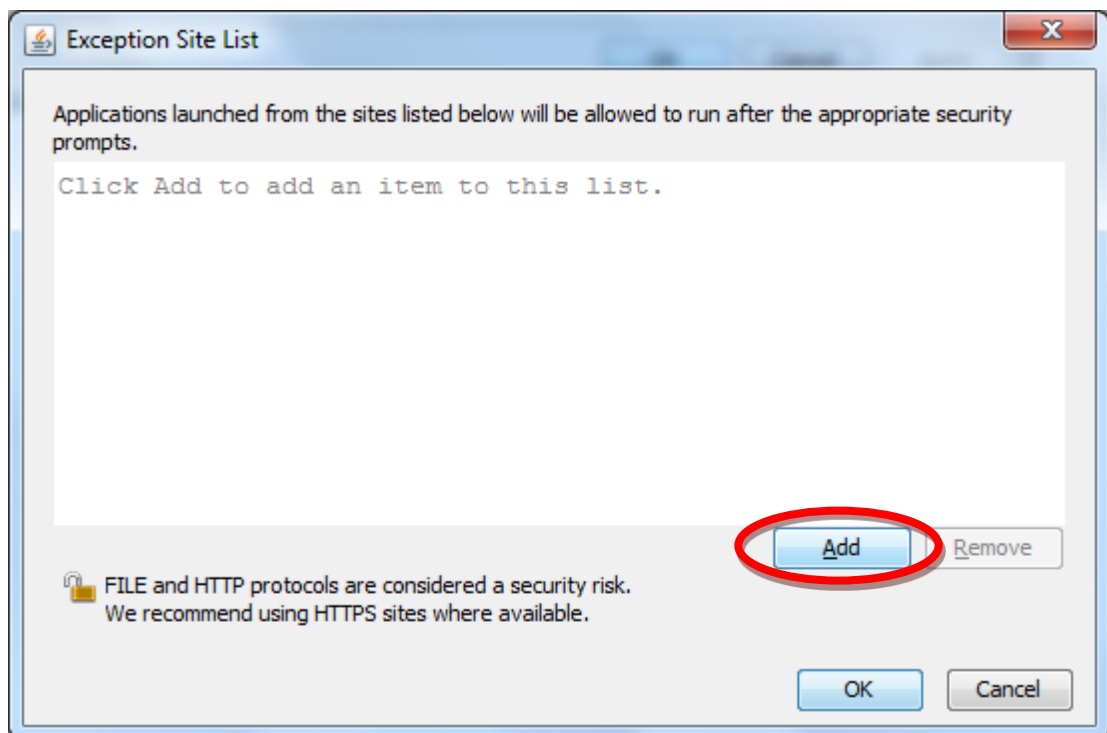 Exception Site List
Applications launched from the sites listed below will be allowed to run after the appropriate security
prompts.
Click Add to add an item to this list.
Add Remove
FILE and HTTP protocols are considered a security risk.
We recommend using HTTPS sites where available.
OK Cancel